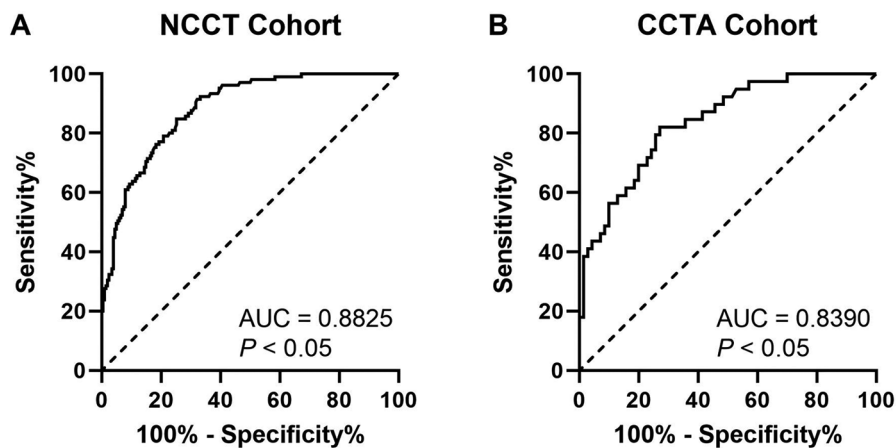 A
NCCT Cohort
100
80
60
40
20
0
Sensitivity%
AUC = 0.8825
P < 0.05
0 20 40 60 80 100
100% - Specificity%
B
CCTA Cohort
100
80
60
40
20
0
Sensitivity%
AUC = 0.8390
P < 0.05
0 20 40 60 80 100
100% - Specificity%